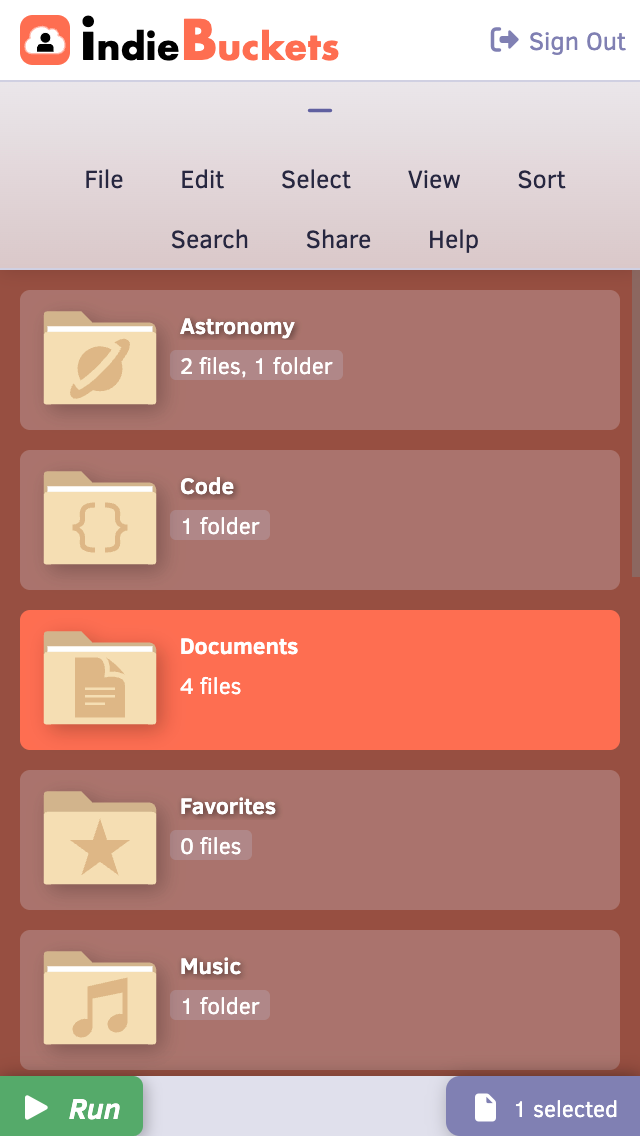 IndieBuckets
Sign Out
File Edit Select View Sort
Search Share Help
Astronomy
2 files, 1 folder
Code
1 folder
Documents
4 files
Favorites
0 files
Music
1 folder
Run
1 selected